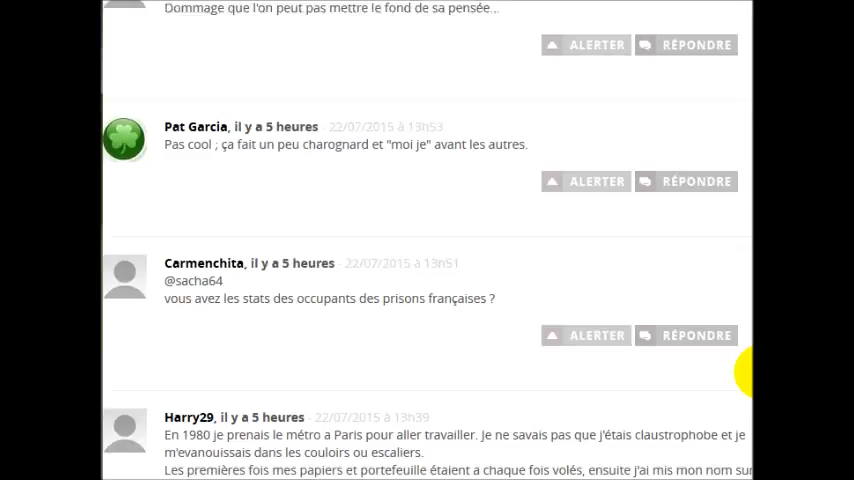 Dommage que l'on peut pas mettre le fond de sa pensée...
ALERTER RÉPONDRE
Pat Garcia, il y a 5 heures - 22/07/2015 à 13h53
Pas cool ; ça fait un peu charognard et "moi je" avant les autres.
ALERTER RÉPONDRE
Carmenchita, il y a 5 heures - 22/07/2015 à 13h51
@sacha64
vous avez les stats des occupants des prisons françaises ?
ALERTER RÉPONDRE
Harry29, il y a 5 heures - 22/07/2015 à 13h39
En 1980 je prenais le métro a Paris pour aller travailler. Je ne savais pas que j'étais claustrophobe et je
m'evanouissais dans les couloirs ou escaliers.
Les premières fois mes papiers et portefeuille étaient a chaque fois volés, ensuite j'ai mis mon nom sur